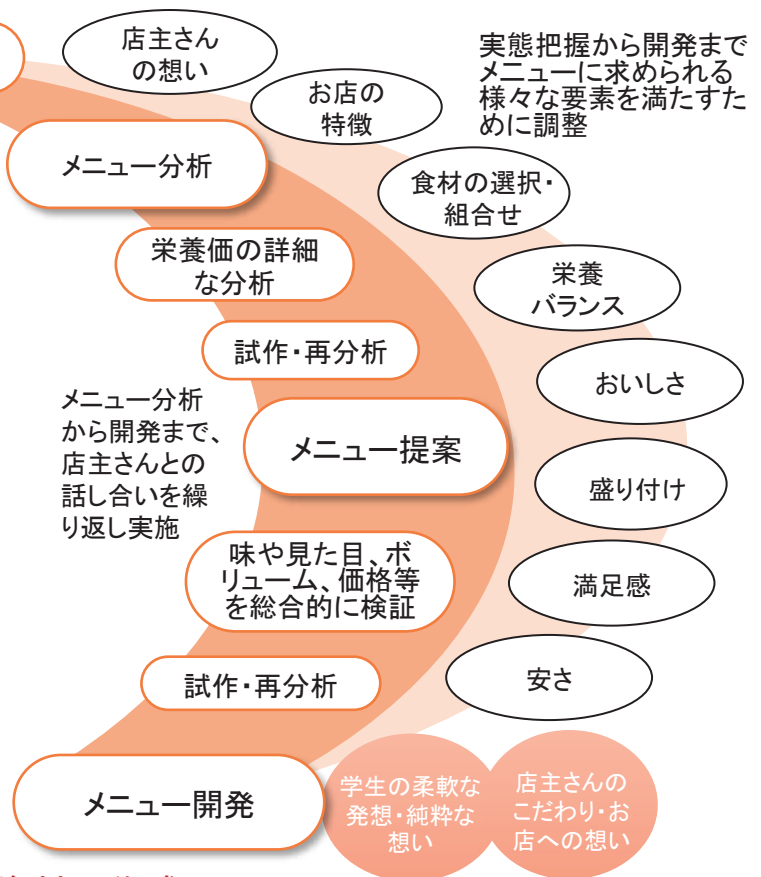 店主さん
の想い
お店の
特徴
実態把握から開発まで
メニューに求められる
様々な要素を満たすた
めに調整
メニュー分析
食材の選択・
組合せ
栄養価の詳細
な分析
栄養
バランス
試作・再分析
おいしさ
メニュー分析
から開発まで、
店主さんとの
話し合いを繰
り返し実施
メニュー提案
盛り付け
味や見た目、ボ
リューム、価格等
を総合的に検証
満足感
試作・再分析
安さ
メニュー開発
学生の柔軟な
発想・純粋な
想い
店主さんの
こだわり・お
店への想い